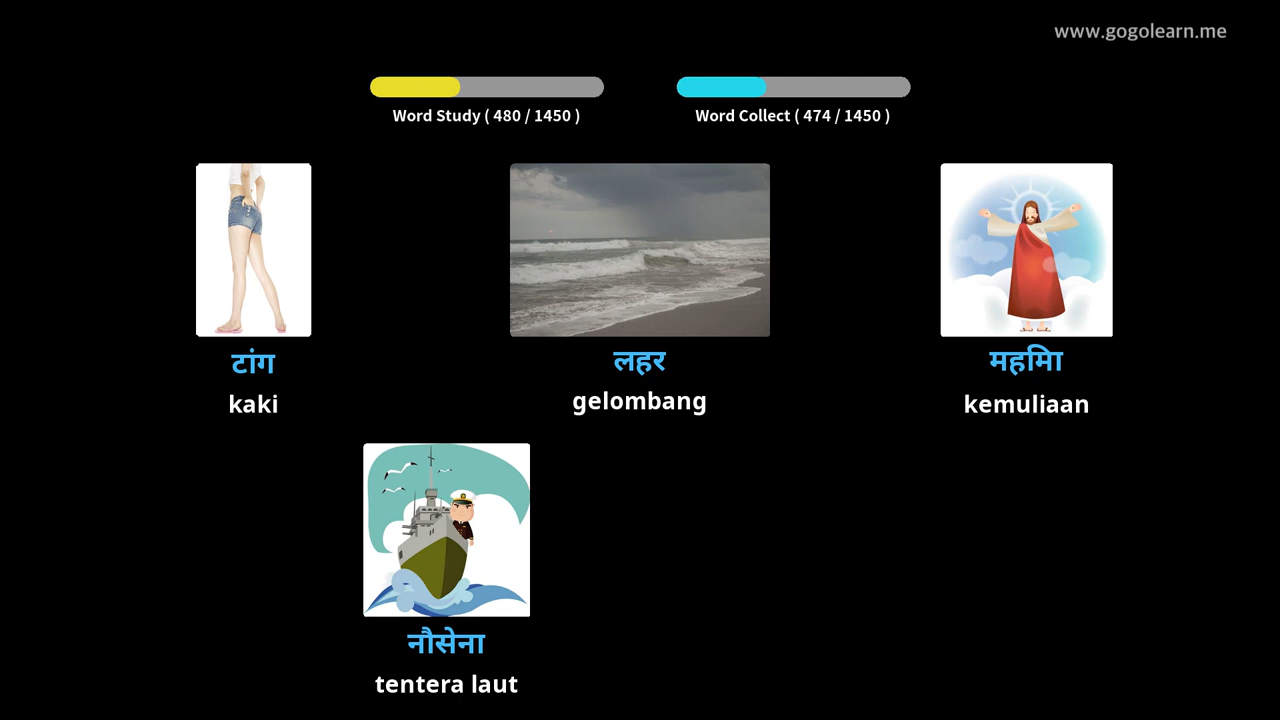 www.gogolearn.me
Word Study ( 480 / 1450 )
Word Collect ( 474 / 1450 )
टांग
kaki
लहर
gelombang
महिमा
kemuliaan
नौसेना
tentera laut